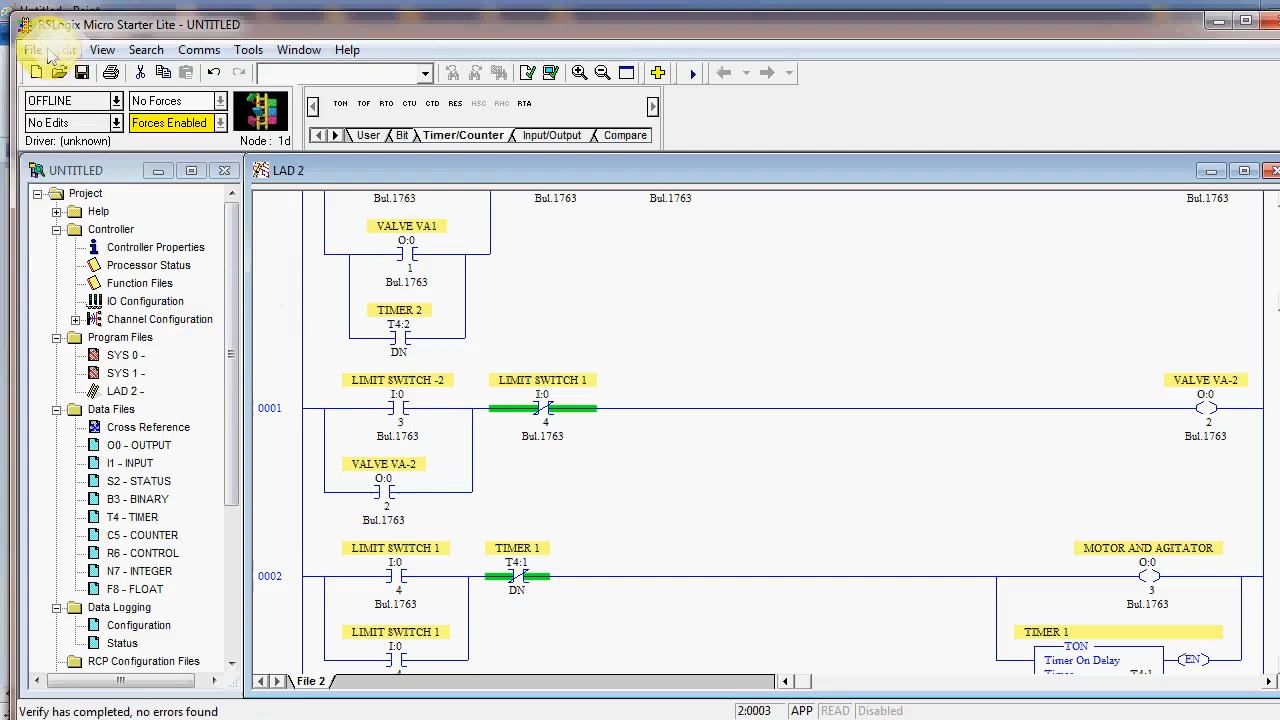 RSLogix Micro Starter Lite - UNTITLED
File Edit View Search Comms Tools Window Help
OFFLINE No Forces
No Edits Forces Enabled
Driver: (unknown) Node : 1d
TON TOF RTO CTU CTD RES HSC RHC RTA
User Bit Timer/Counter Input/Output Compare
UNTITLED
Project
Help
Controller
Controller Properties
Processor Status
Function Files
IO Configuration
Channel Configuration
Program Files
SYS 0 -
SYS 1 -
LAD 2 -
Data Files
Cross Reference
O0 - OUTPUT
I1 - INPUT
S2 - STATUS
B3 - BINARY
T4 - TIMER
C5 - COUNTER
R6 - CONTROL
N7 - INTEGER
F8 - FLOAT
Data Logging
Configuration
Status
RCP Configuration Files
LAD 2
Bul.1763 Bul.1763 Bul.1763 Bul.1763
VALVE VA1
O:0
1
Bul.1763
TIMER 2
T4:2
DN
LIMIT SWITCH -2 LIMIT SWITCH 1 VALVE VA-2
I:0 I:0 O:0
0001
3 4 2
Bul.1763 Bul.1763 Bul.1763
VALVE VA-2
O:0
2
Bul.1763
LIMIT SWITCH 1 TIMER 1 MOTOR AND AGITATOR
I:0 T4:1 O:0
0002
4 DN 3
Bul.1763 Bul.1763
LIMIT SWITCH 1 TIMER 1
I:0 TON
Timer On Delay EN
File 2
Verify has completed, no errors found 2:0003 APP READ Disabled